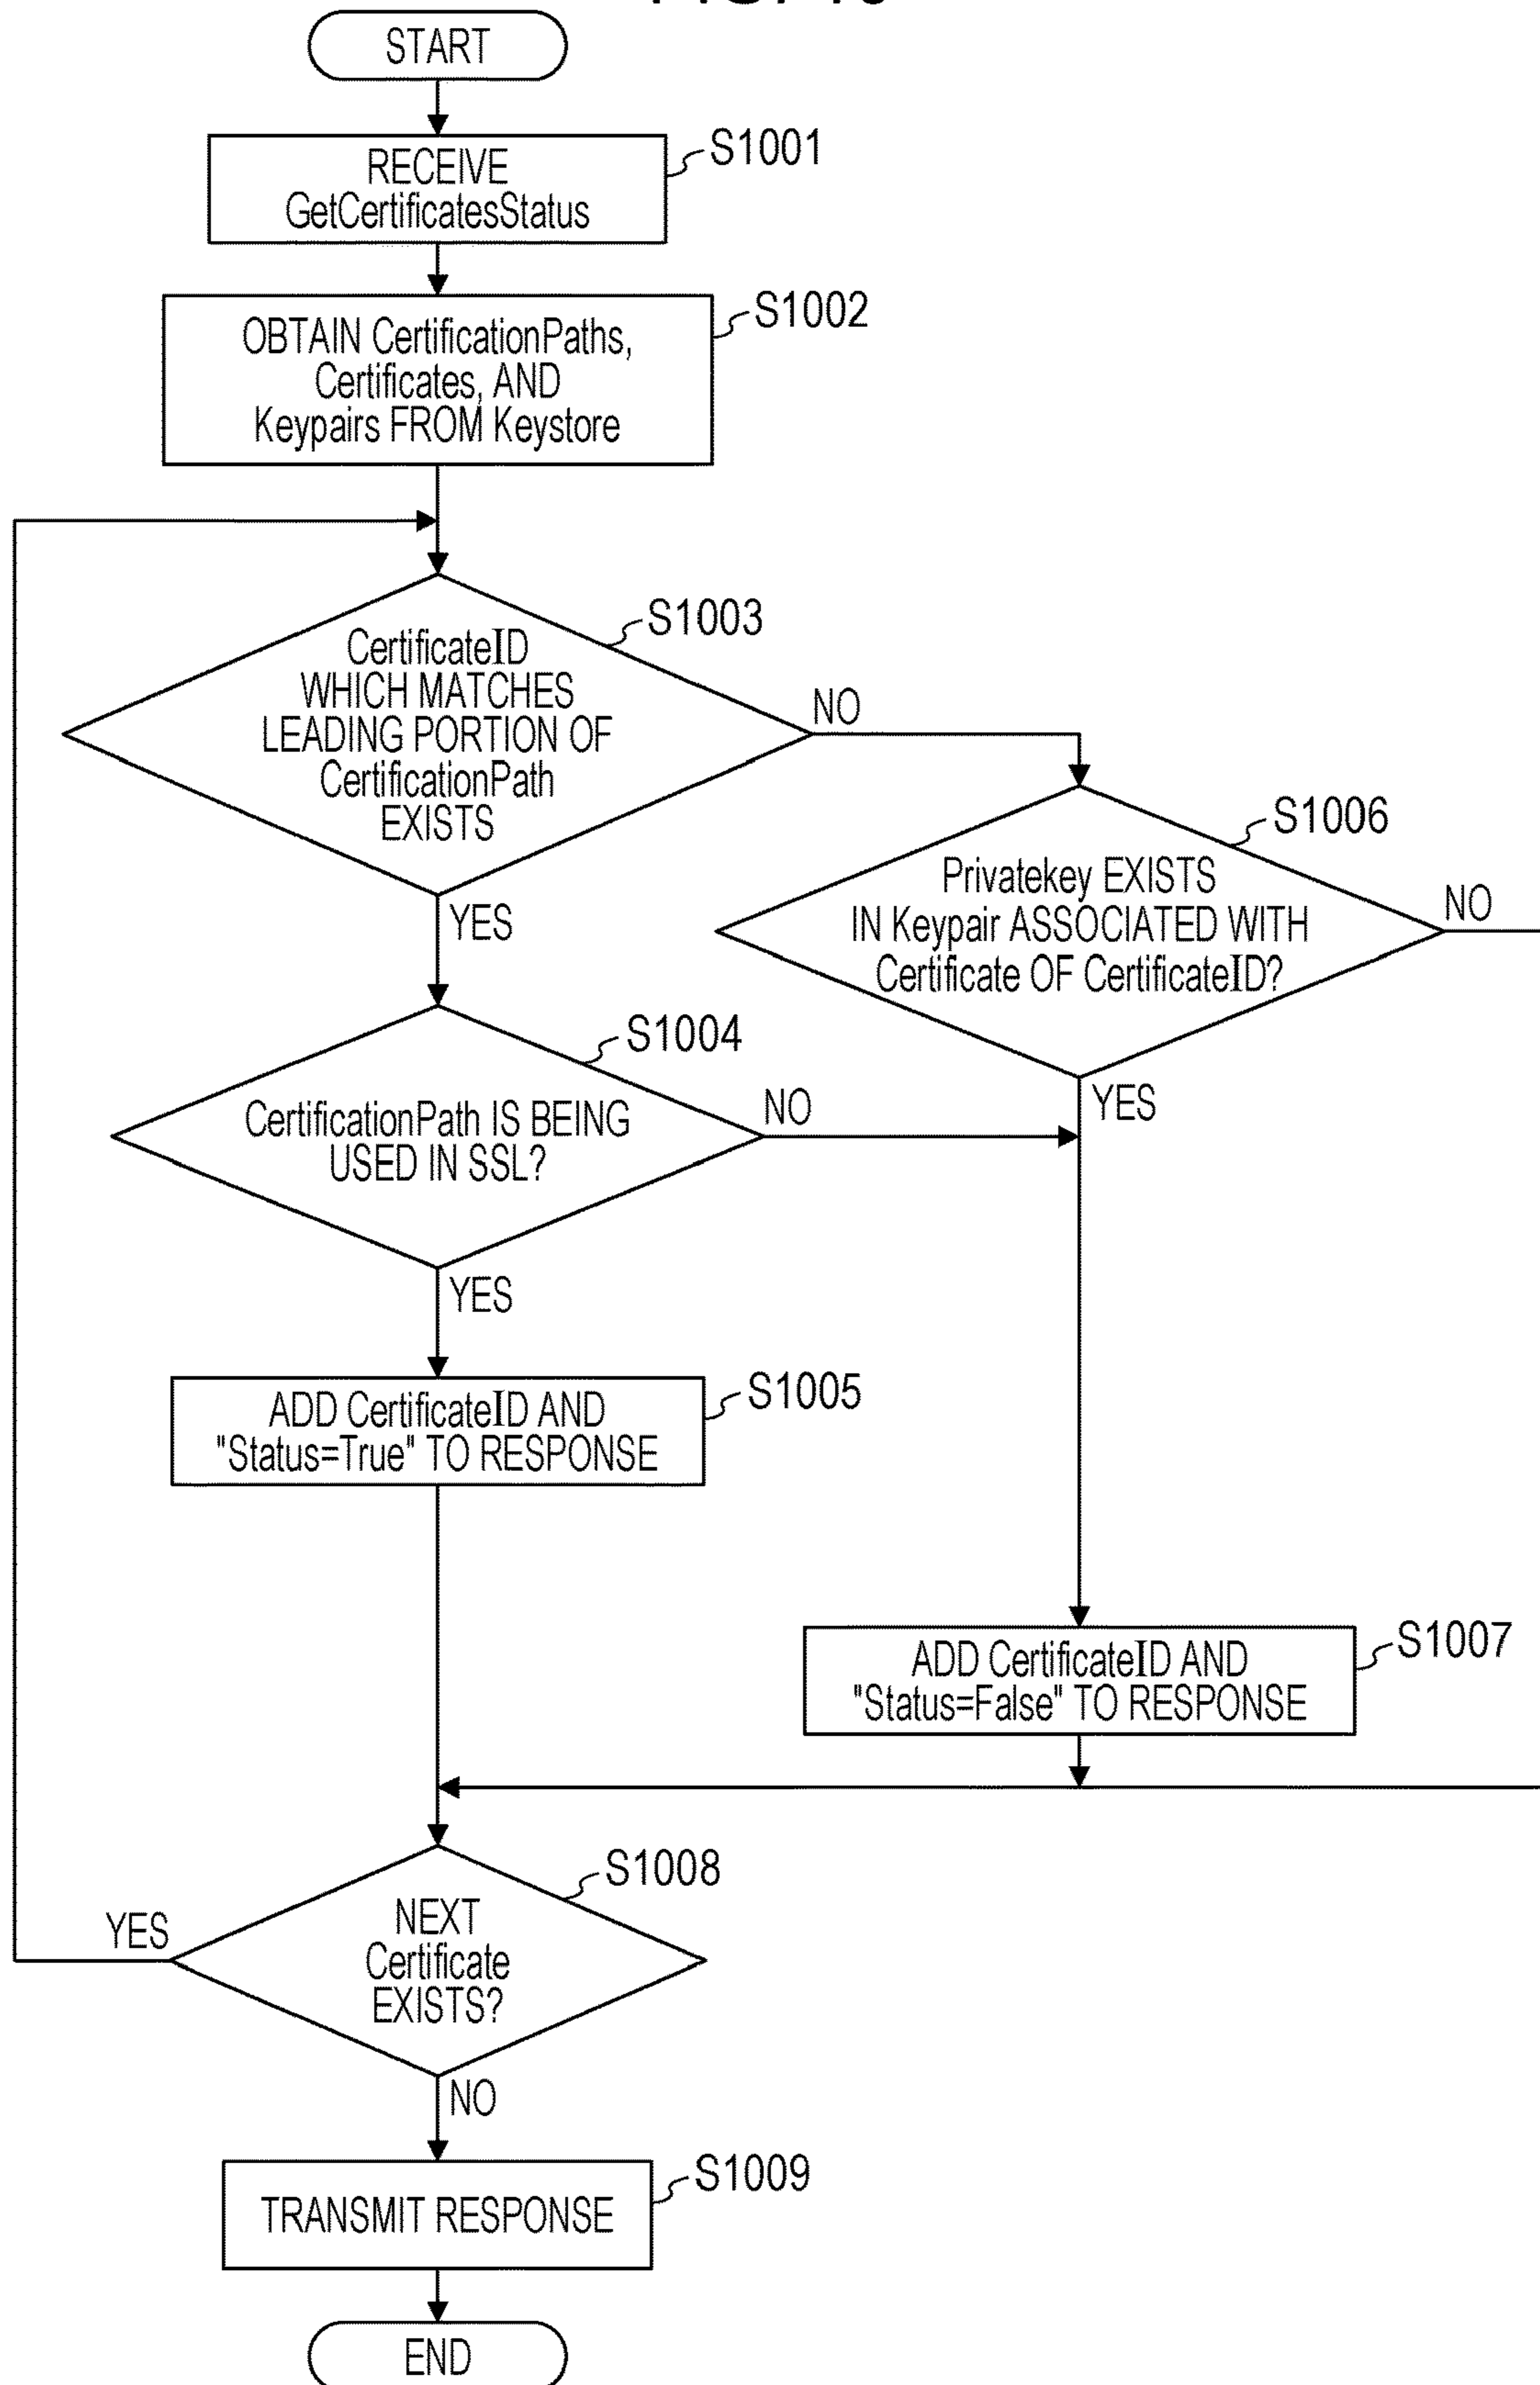 START
S1001
RECEIVE
GetCertificatesStatus
S1002
OBTAIN CertificationPaths,
Certificates, AND
Keypairs FROM Keystore
S1003
CertificateID
WHICH MATCHES
LEADING PORTION OF
CertificationPath
EXISTS
NO
YES
S1006
Privatekey EXISTS
IN Keypair ASSOCIATED WITH
Certificate OF CertificateID?
NO
YES
S1004
CertificationPath IS BEING
USED IN SSL?
NO
YES
S1005
ADD CertificateID AND
"Status=True" TO RESPONSE
S1007
ADD CertificateID AND
"Status=False" TO RESPONSE
S1008
NEXT
Certificate
EXISTS?
YES
NO
S1009
TRANSMIT RESPONSE
END